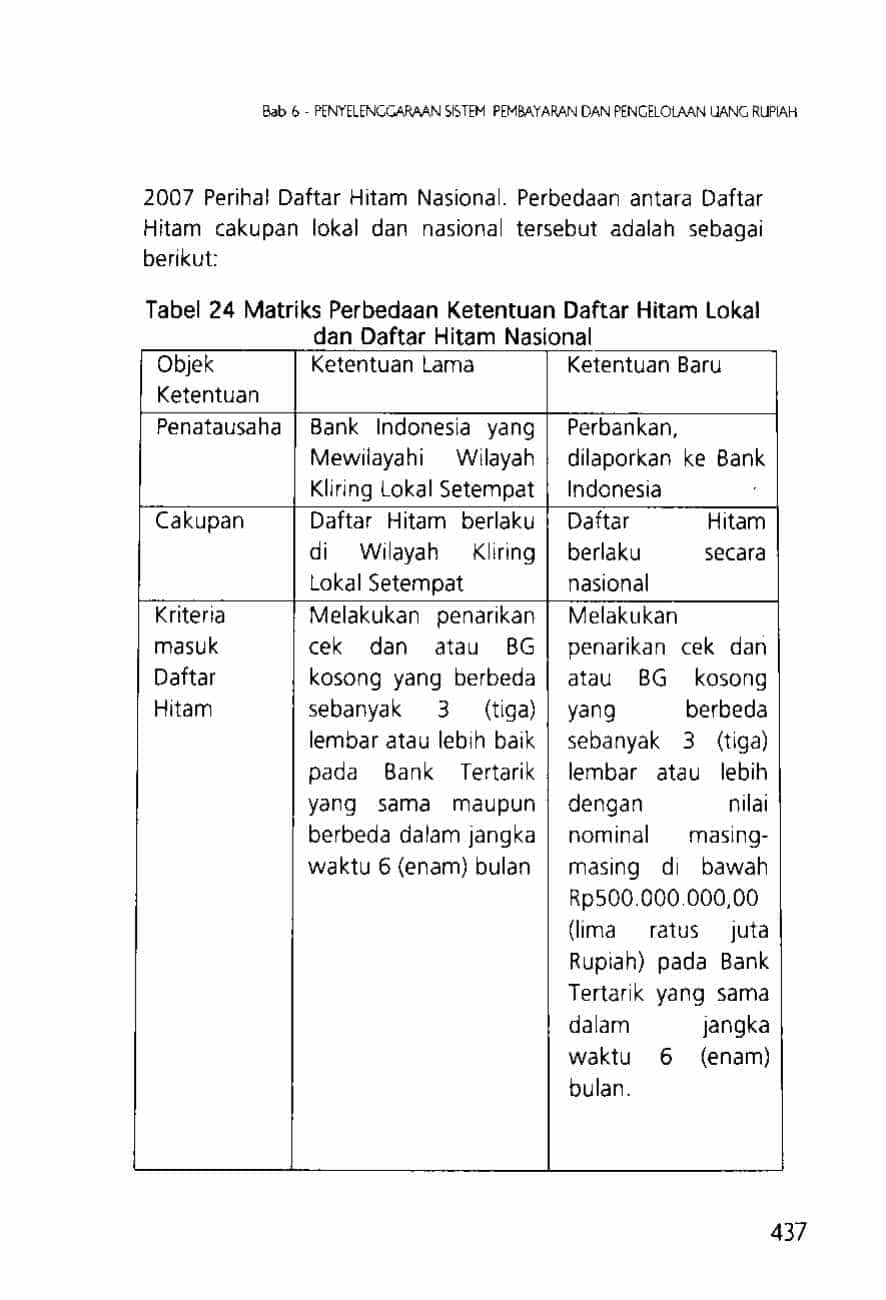 Bab 6 - PENYELENGGARAAN SISTEM PEMBAYARAN DAN PENGELOLAAN UANG RUPIAH
2007 Perihal Daftar Hitam Nasional. Perbedaan antara Daftar
Hitam cakupan lokal dan nasional tersebut adalah sebagai
berikut:
Tabel 24 Matriks Perbedaan Ketentuan Daftar Hitam Lokal
dan Daftar Hitam Nasional
Objek
Ketentuan
Ketentuan Lama
Ketentuan Baru
Penatausaha
Bank Indonesia yang
Mewilayahi Wilayah
Kliring Lokal Setempat
Perbankan,
dilaporkan ke Bank
Indonesia
Cakupan
Daftar Hitam berlaku
di Wilayah Kliring
Lokal Setempat
Daftar Hitam
berlaku secara
nasional
Kriteria
masuk
Daftar
Hitam
Melakukan penarikan
cek dan atau BG
kosong yang berbeda
sebanyak 3 (tiga)
lembar atau lebih baik
pada Bank Tertarik
yang sama maupun
berbeda dalam jangka
waktu 6 (enam) bulan
Melakukan
penarikan cek dan
atau BG kosong
yang berbeda
sebanyak 3 (tiga)
lembar atau lebih
dengan nilai
nominal masing-
masing di bawah
Rp500.000.000,00
(lima ratus juta
Rupiah) pada Bank
Tertarik yang sama
dalam jangka
waktu 6 (enam)
bulan.
437